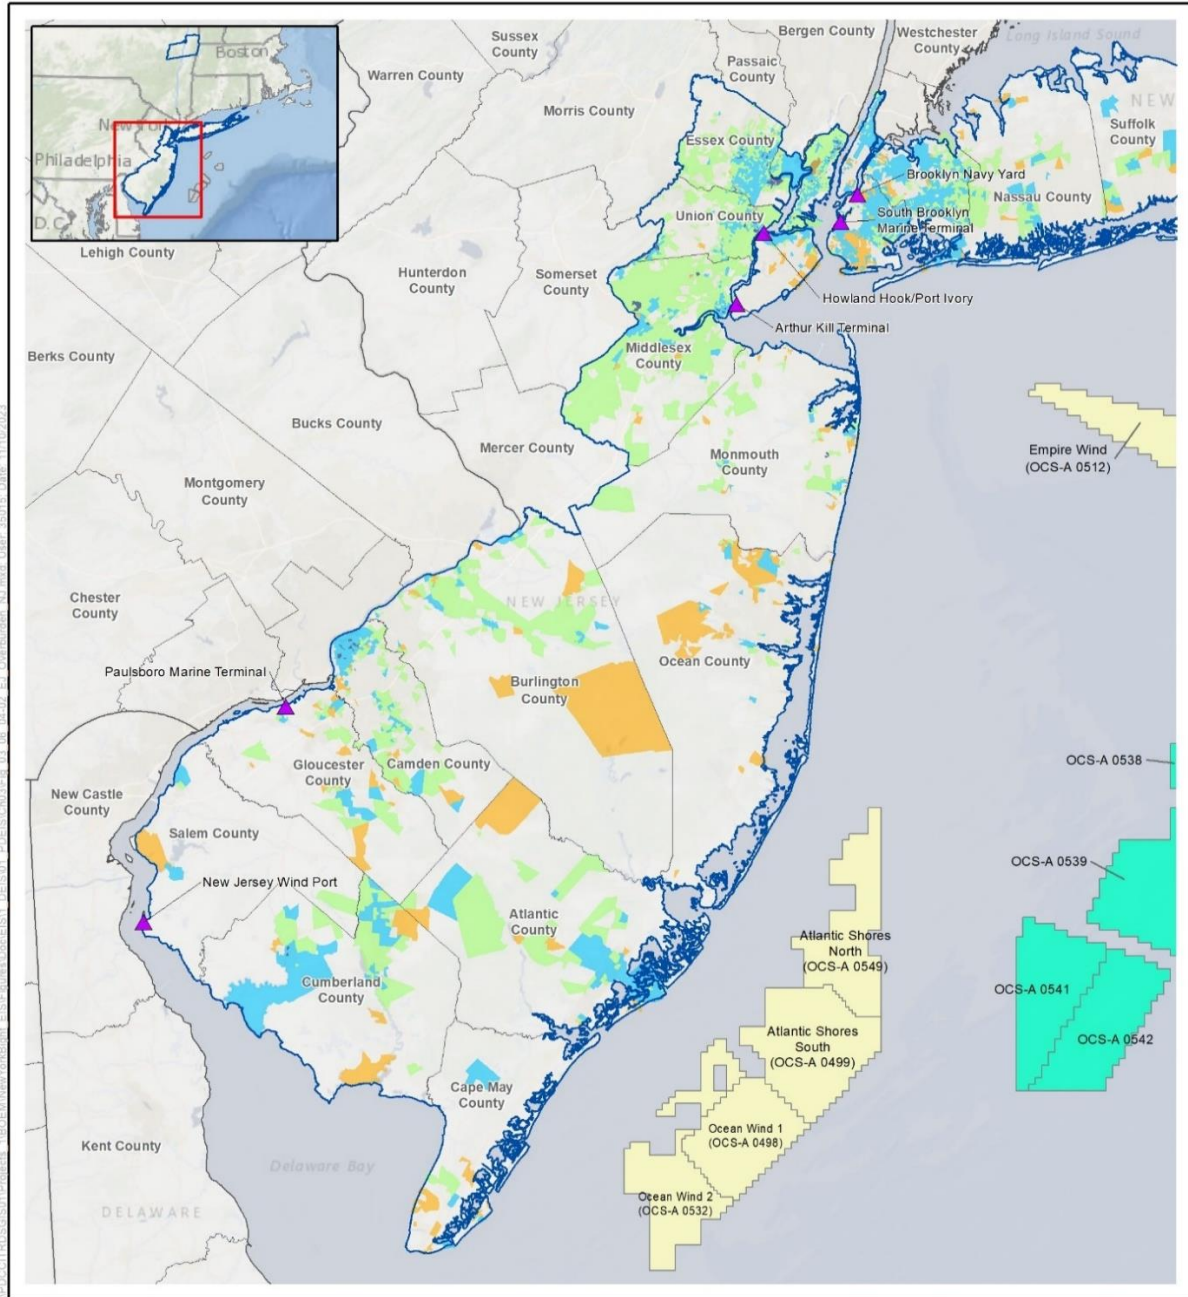 Boston
New York
Philadelphia
D.C.
Sussex
County
Bergen County
Westchester
County
Long Island Sound
Passaic
County
Warren County
Morris County
NEW
Essex County
Suffolk
County
Brooklyn Navy Yard
Nassau County
Union County
South Brooklyn
Marine Terminal
Lehigh County
Hunterdon
County
Somerset
County
Howland Hook/Port Ivory
Arthur Kill Terminal
Middlesex
County
Berks County
Bucks County
Mercer County
Monmouth
County
Empire Wind
(OCS-A 0512)
Montgomery
County
Chester
County
NEW JERSEY
Ocean County
Paulsboro Marine Terminal
Burlington
County
Gloucester
County
Camden County
OCS-A 0538
New Castle
County
Salem County
OCS-A 0539
New Jersey Wind Port
Atlantic
County
Atlantic Shores
North
(OCS-A 0549)
Cumberland
County
OCS-A 0541
Atlantic Shores
South
(OCS-A 0499)
OCS-A 0542
Cape May
County
Kent County
Ocean Wind 1
(OCS-A 0498)
Delaware Bay
Ocean Wind 2
(OCS-A 0532)
DELAWARE